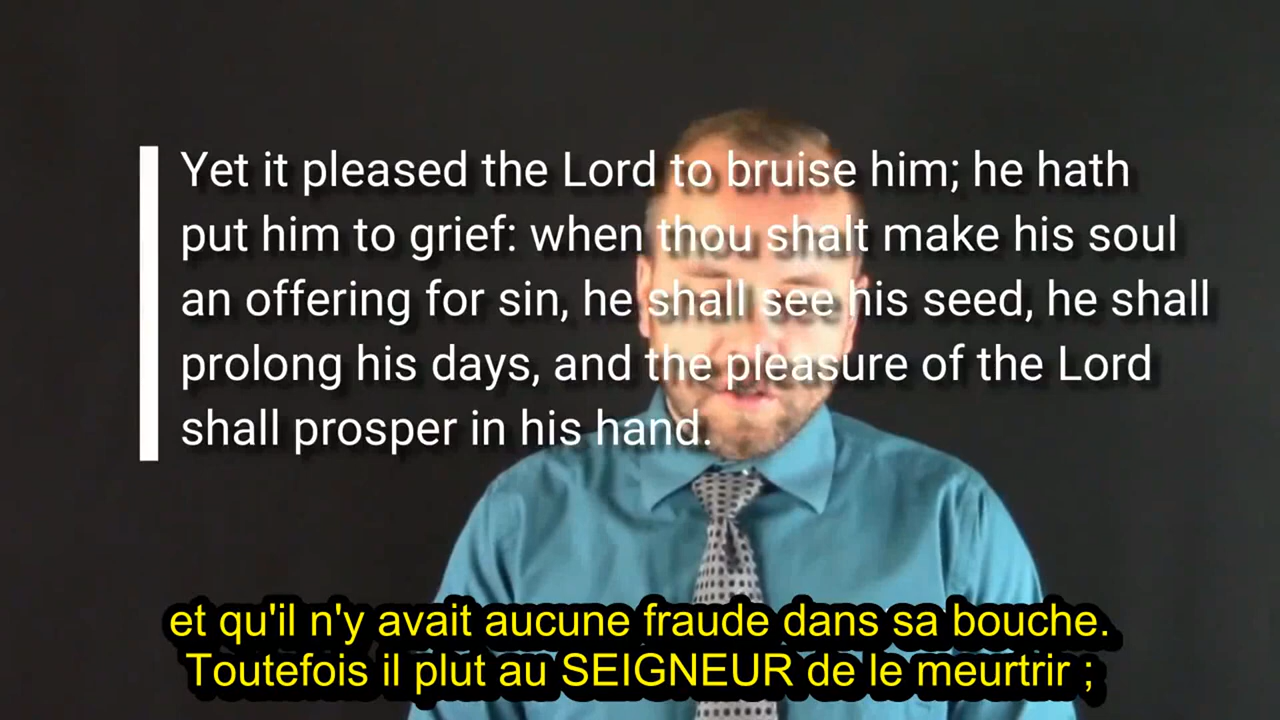 Yet it pleased the Lord to bruise him; he hath
put him to grief: when thou shalt make his soul
an offering for sin, he shall see his seed, he shall
prolong his days, and the pleasure of the Lord
shall prosper in his hand.
et qu'il n'y avait aucune fraude dans sa bouche.
Toutefois il plut au SEIGNEUR de le meurtrir ;